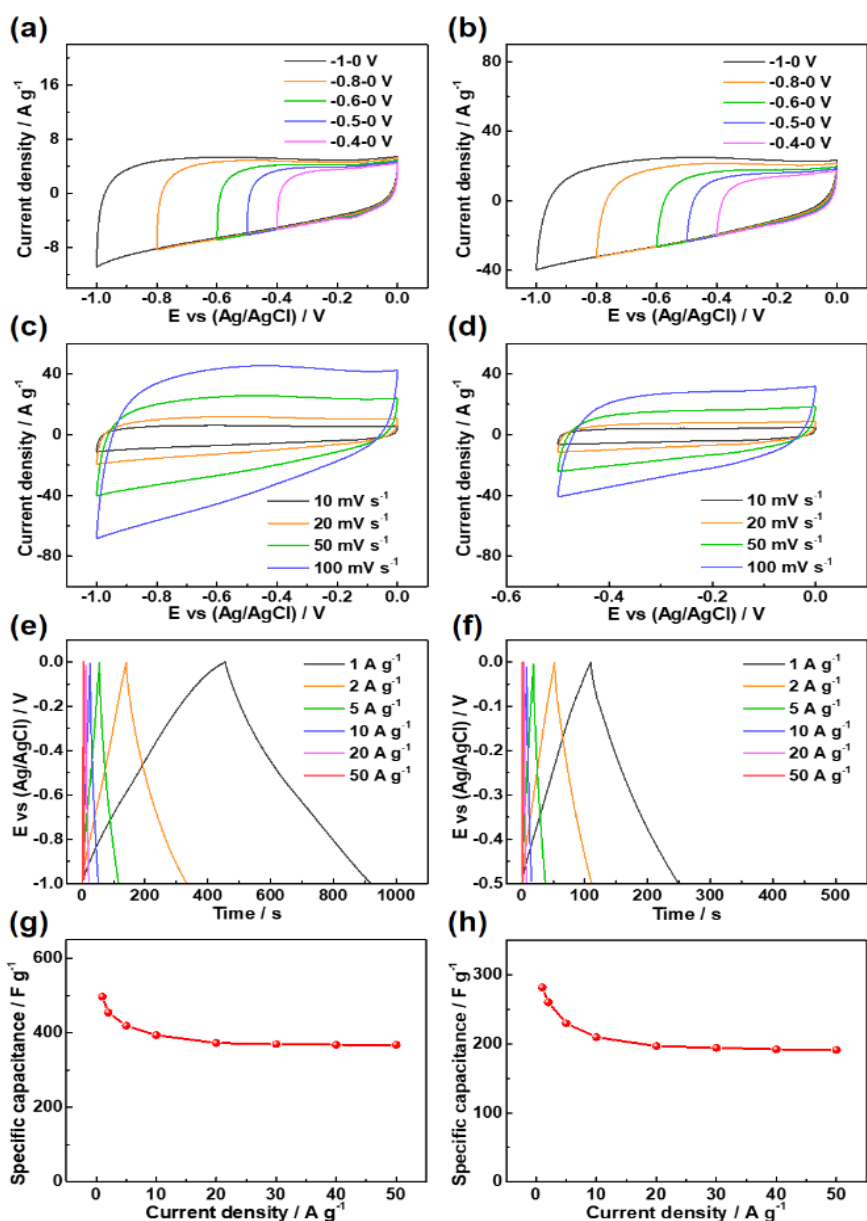 (a)
22
16
5
-1-0 V
-0.8-0 V
-0.6-0 V
-0.5-0 V
-0.4-0 V
0
-8
Current density / A g-1
-1.0 -0.8 -0.6 -0.4 -0.2 0.0
E vs (Ag/AgCl) / V
(b)
80
40
20
0
-40
-1-0 V
-0.8-0 V
-0.6-0 V
-0.5-0 V
-0.4-0 V
Current density / A g-1
-1.0 -0.8 -0.6 -0.4 -0.2 0.0
E vs (Ag/AgCl) / V
(c)
40
0
-40
-80
10 mV s-1
20 mV s-1
50 mV s-1
100 mV s-1
Current density / A g-1
-1.0 -0.8 -0.6 -0.4 -0.2 0.0
E vs (Ag/AgCl) / V
(d)
40
0
-40
-80
10 mV s-1
20 mV s-1
50 mV s-1
100 mV s-1
Current density / A g-1
-0.6 -0.4 -0.2 0.0
E vs (Ag/AgCl) / V
(e)
0.0
-0.2
-0.4
-0.6
-0.8
-1.0
1 A g-1
2 A g-1
5 A g-1
10 A g-1
20 A g-1
50 A g-1
E vs (Ag/AgCl) / V
0 200 400 600 800 1000
Time / s
(f)
0.0
-0.1
-0.2
-0.3
-0.4
-0.5
1 A g-1
2 A g-1
5 A g-1
10 A g-1
20 A g-1
50 A g-1
E vs (Ag/AgCl) / V
0 100 200 300 400 500
Time / s
(g)
600
400
300
0
Specific capacitance / F g-1
0 10 20 30 40 50
Current density / A g-1
(h)
300
200
100
0
Specific capacitance / F g-1
0 10 20 30 40 50
Current density / A g-1